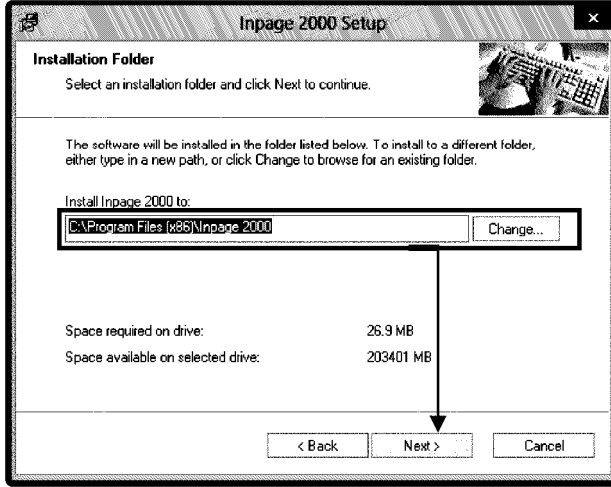 Inpage 2000 Setup
x
Installation Folder
Select an installation folder and click Next to continue.
The software will be installed in the folder listed below. To install to a different folder,
either type in a new path, or click Change to browse for an existing folder.
Install Inpage 2000 to:
C:\Program Files (x86)\Inpage 2000
Change...
Space required on drive: 26.9 MB
Space available on selected drive: 203401 MB
< Back Next > Cancel